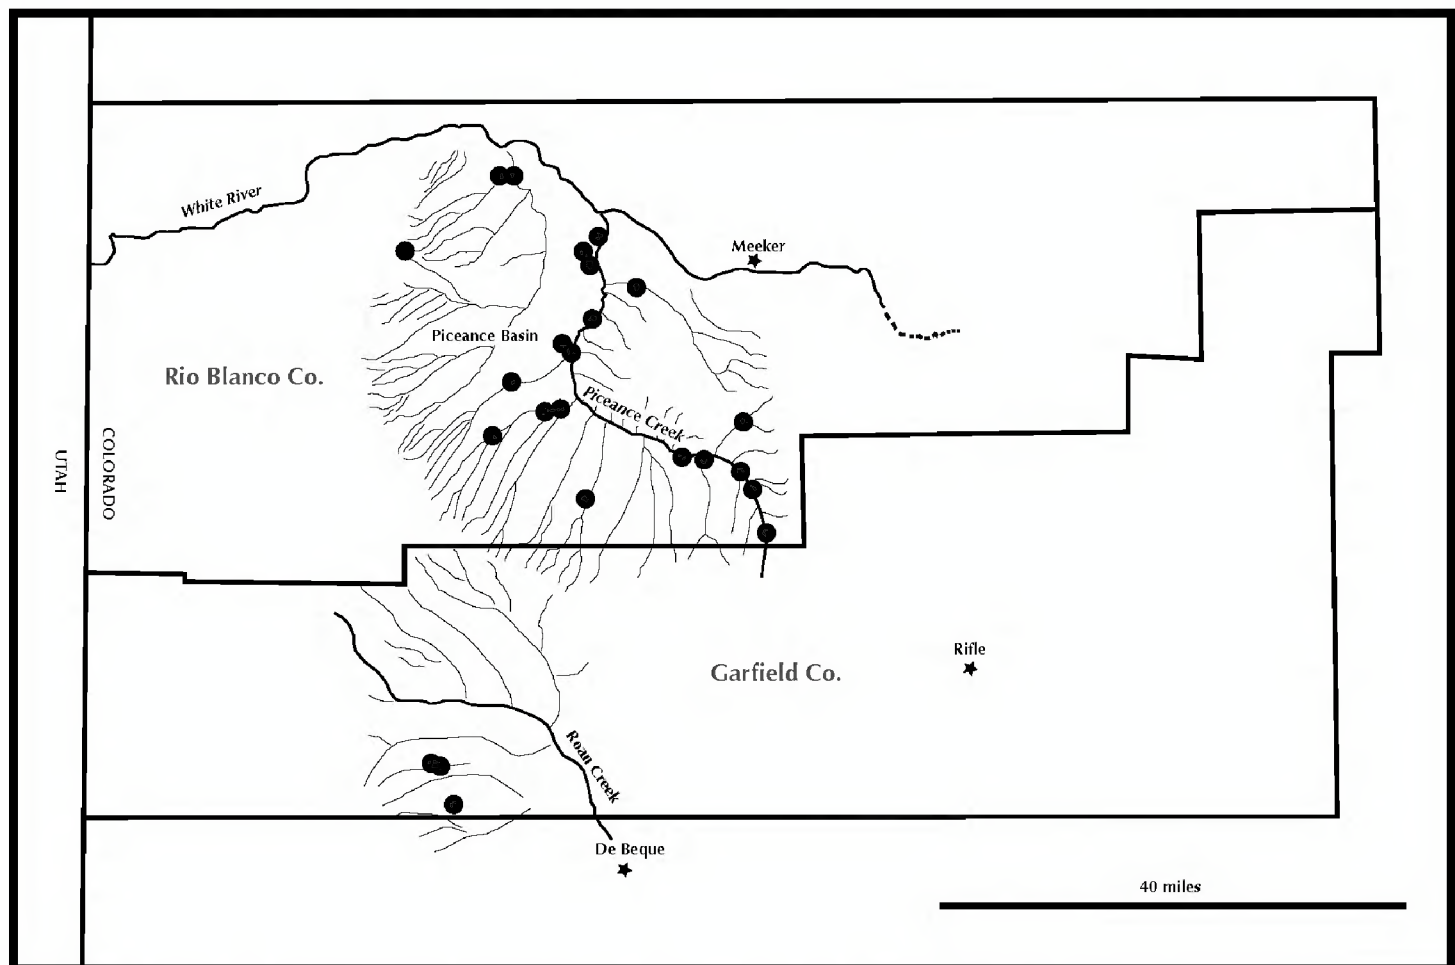 White River
Meeker
Piceance Basin
Rio Blanco Co.
Piceance Creek
COLORADO
UTAH
Rifle
Garfield Co.
Roan Creek
De Beque
40 miles